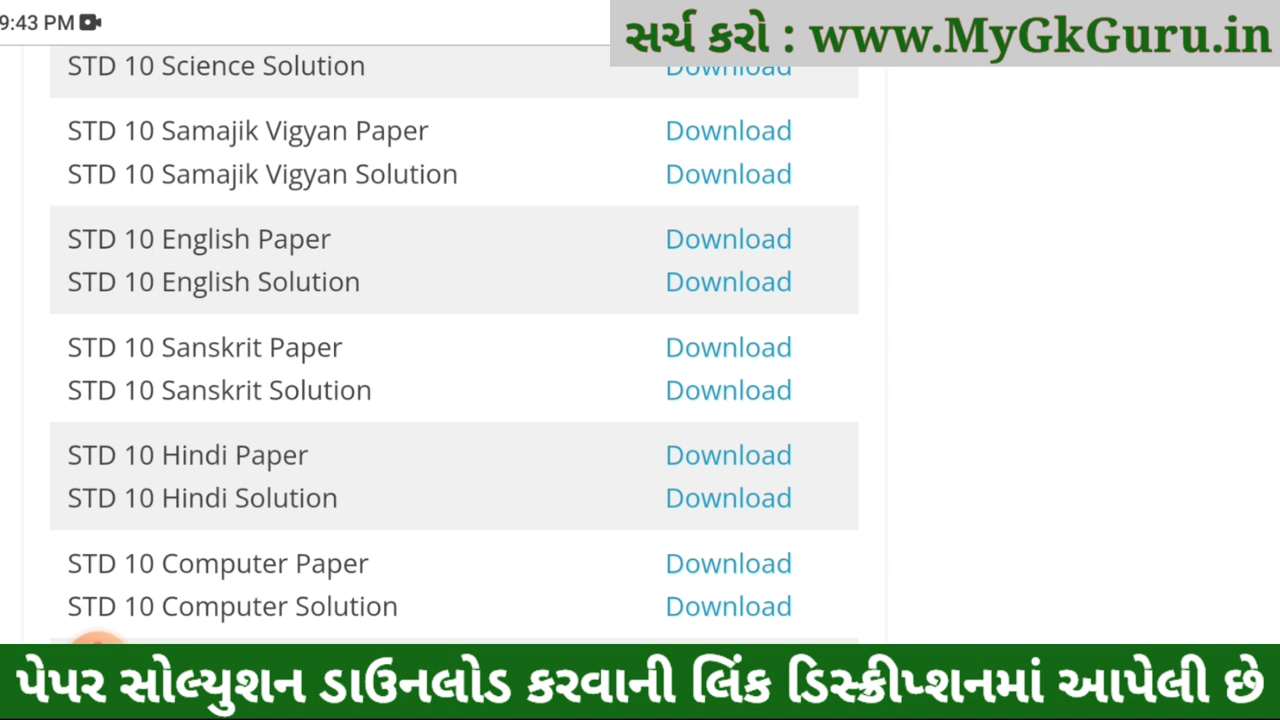 9:43 PM
સર્ચ કરો : www.MyGkGuru.in
STD 10 Science Solution Download
STD 10 Samajik Vigyan Paper Download
STD 10 Samajik Vigyan Solution Download
STD 10 English Paper Download
STD 10 English Solution Download
STD 10 Sanskrit Paper Download
STD 10 Sanskrit Solution Download
STD 10 Hindi Paper Download
STD 10 Hindi Solution Download
STD 10 Computer Paper Download
STD 10 Computer Solution Download
પેપર સોલ્યુશન ડાઉનલોડ કરવાની લિંક ડિસ્ક્રીપ્શનમાં આપેલી છે